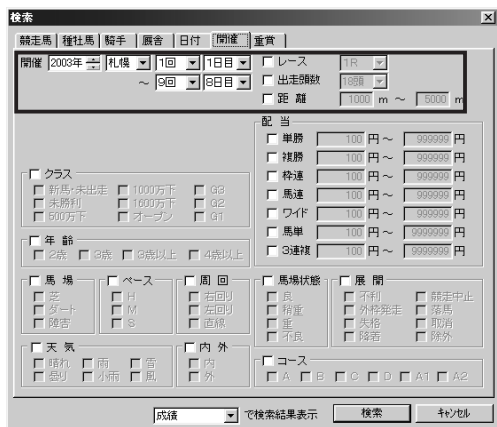 検索
競走馬 種牡馬 騎手 厩舎 日付 開催 重賞
開催 2003年 札幌 1回 1日目 レース 1R
～ 9回 8日目 出走頭数 18頭
距離 1000 m ～ 5000 m
配当
単勝 100 円～ 999999 円
複勝 100 円～ 999999 円
枠連 100 円～ 999999 円
馬連 100 円～ 999999 円
ワイド 100 円～ 999999 円
馬単 100 円～ 9999999 円
3連複 100 円～ 9999999 円
クラス
新馬・未出走 1000万下 G3
未勝利 1600万下 G2
500万下 オープン G1
年齢
2歳 3歳 3歳以上 4歳以上
馬場 ペース 周回 馬場状態 展開
芝 H 右回り 良 不利 競走中止
ダート M 左回り 稍重 外枠発走 落馬
障害 S 直線 重 失格 取消
不良 降着 除外
天気 内外 コース
晴れ 雨 雪 内 A B C D A1 A2
曇り 小雨 風 外
成績 で検索結果表示 検索 キャンセル